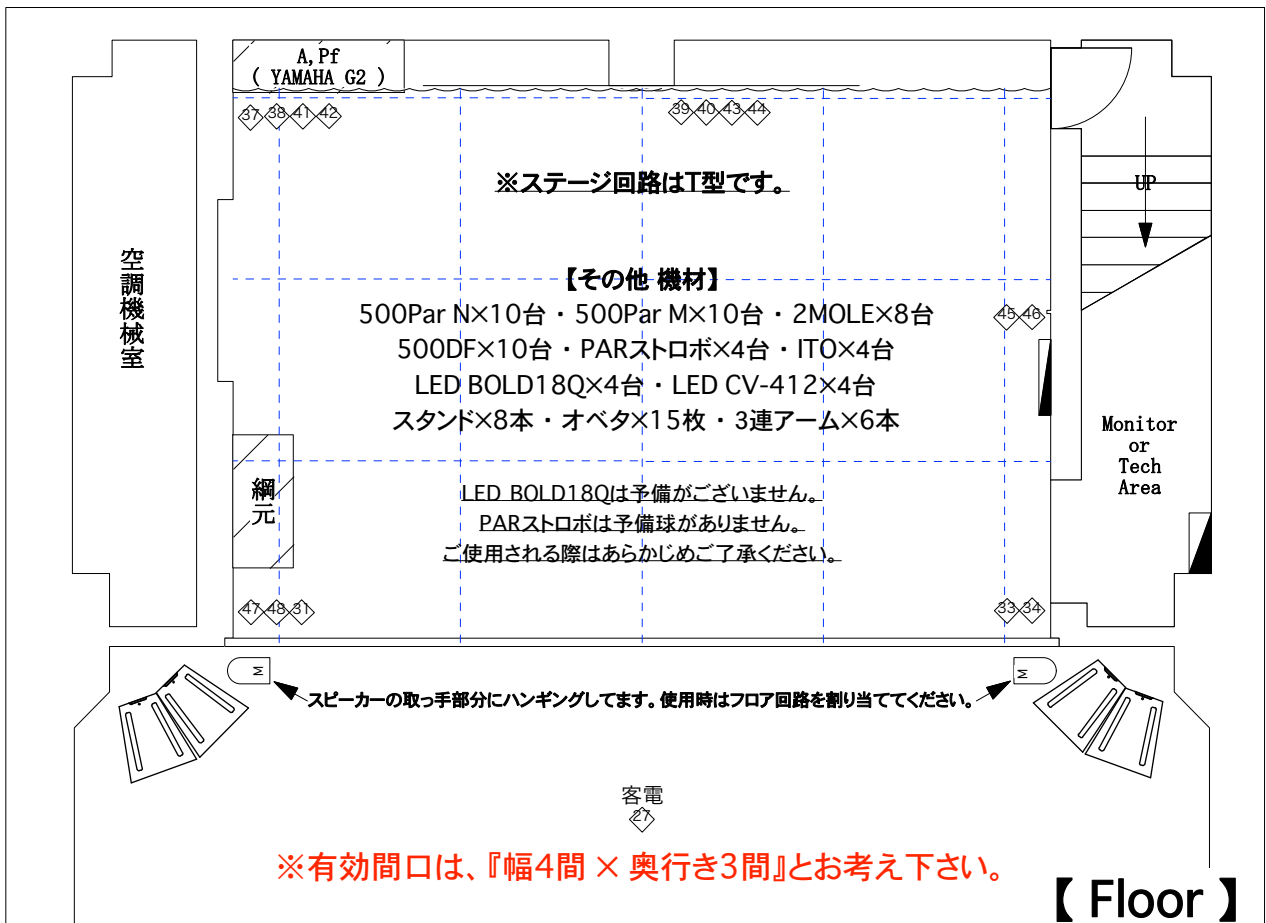 A,Pf
( YAMAHA G2 )
37 38 41 42
39 40 43 44
※ステージ回路はT型です。
UP
空調機械室
【その他 機材】
500Par N×10台 ・ 500Par M×10台 ・ 2MOLE×8台
45 46
500DF×10台 ・ PARストロボ×4台 ・ ITO×4台
LED BOLD18Q×4台 ・ LED CV-412×4台
スタンド×8本 ・ オベタ×15枚 ・ 3連アーム×6本
Monitor
or
Tech
Area
綱元
LED BOLD18Qは予備がございません。
PARストロボは予備球がありません。
ご使用される際はあらかじめご了承ください。
47 48 31
33 34
M
M
スピーカーの取っ手部分にハンギングしてます。使用時はフロア回路を割り当ててください。
客電
27
※有効間口は、『幅4間 × 奥行き3間』とお考え下さい。
【 Floor 】